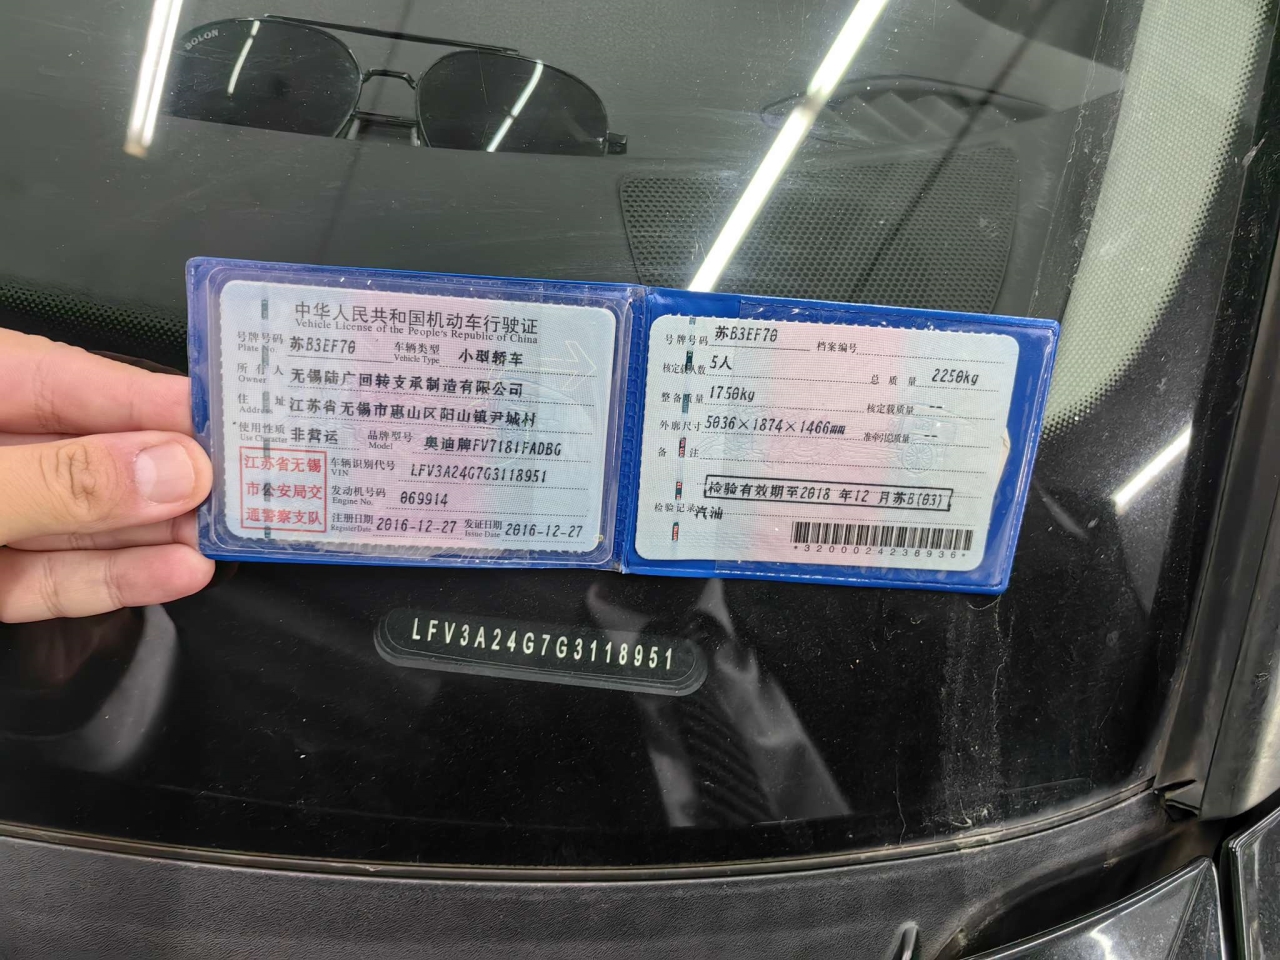 BOLON
中华人民共和国机动车行驶证
Vehicle License of the People's Republic of China
号牌号码 苏B3EF70 车辆类型 小型轿车
Plate No. Vehicle Type
所有人 无锡陆广回转支承制造有限公司
Owner
住址 江苏省无锡市惠山区阳山镇尹城村
Address
使用性质 非营运 品牌型号 奥迪牌FV7181FADBG
Use Character Model
江苏省无锡
市公安局交
通警察支队
车辆识别代号 LFV3A24G7G3118951
VIN
发动机号码 069914
Engine No.
注册日期 2016-12-27 发证日期 2016-12-27
Register Date Issue Date
号牌号码 苏B3EF70 档案编号
核定载人数 5人 总质量 2250kg
整备质量 1750kg 核定载质量 --
外廓尺寸 5036×1874×1466mm 准牵引总质量 --
备注
检验有效期至2018 年12 月苏B(03)
检验记录 汽油
*3200024238936*
LFV3A24G7G3118951